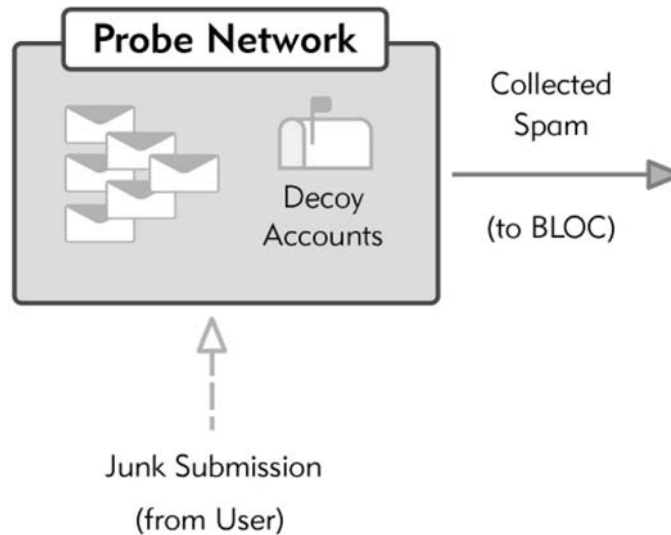 Probe Network
Decoy
Accounts
Collected
Spam
(to BLOC)
Junk Submission
(from User)